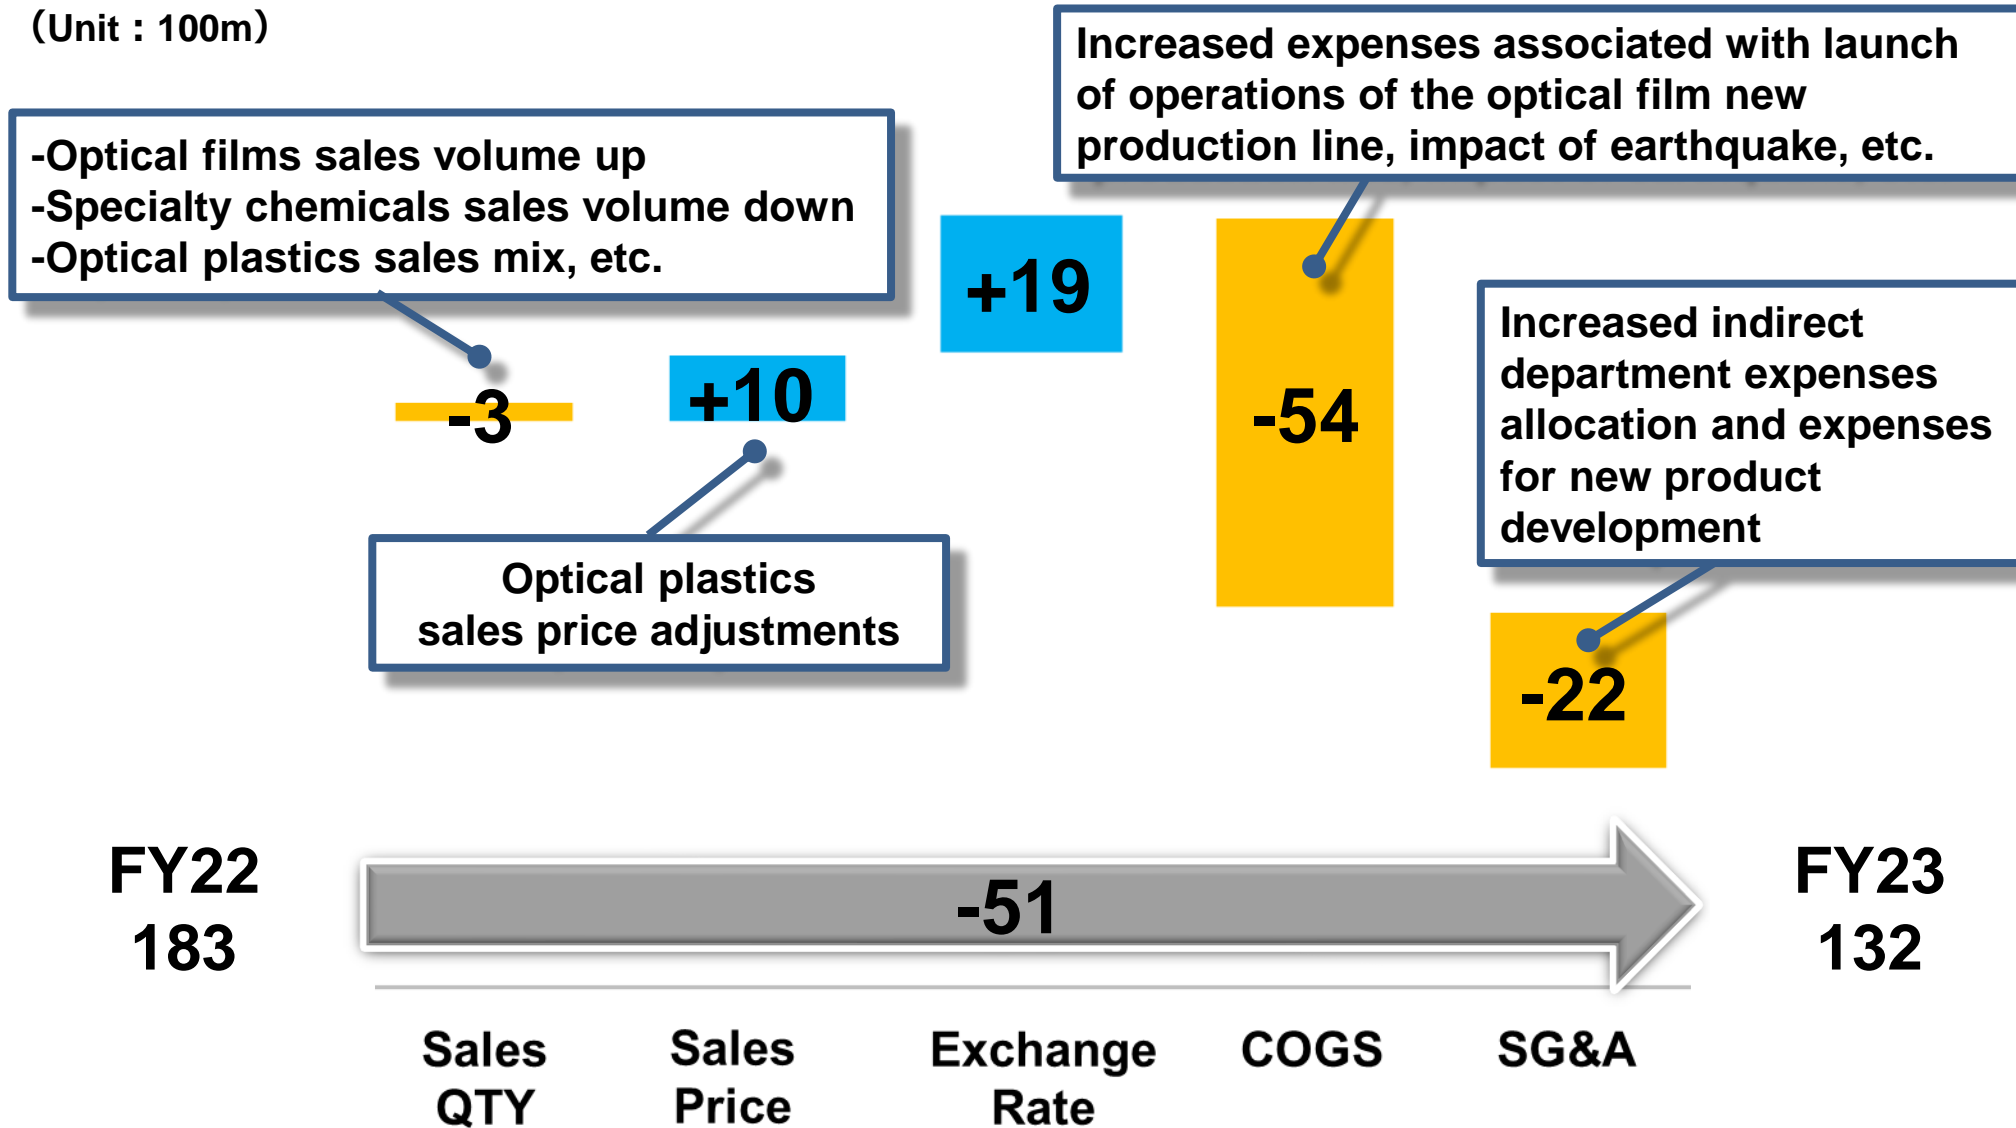 （Unit：100m）
Increased expenses associated with launch
of operations of the optical film new
production line, impact of earthquake, etc.
-Optical films sales volume up
-Specialty chemicals sales volume down
-Optical plastics sales mix, etc.
+19
Increased indirect
department expenses
allocation and expenses
for new product
development
-3
+10
-54
Optical plastics
sales price adjustments
-22
FY22
183
-51
FY23
132
Sales
QTY
Sales
Price
Exchange
Rate
COGS
SG&A